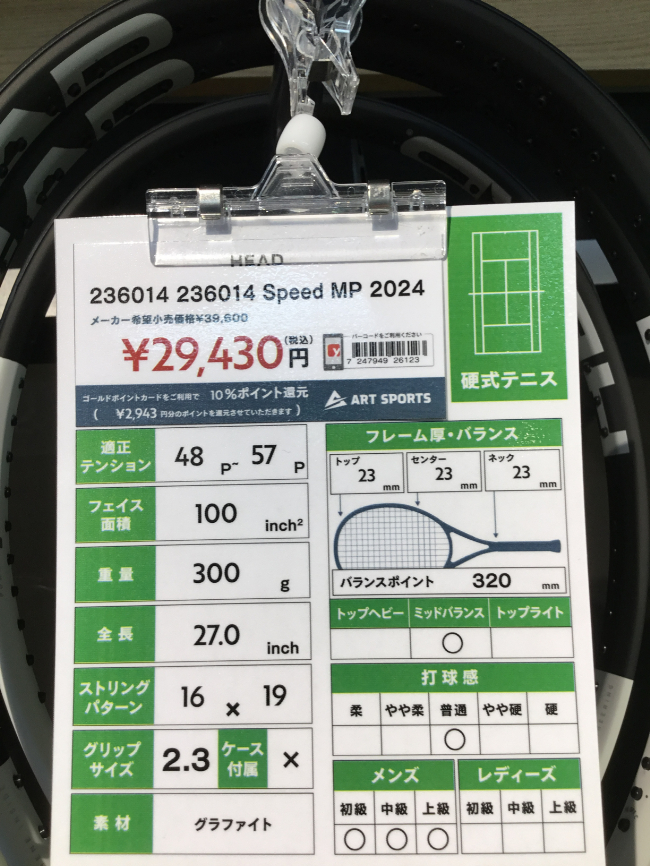 HEAD
236014 236014 Speed MP 2024
メーカー希望小売価格¥39,600
¥29,430(税込)円
バーコードをご利用ください
7 247949 26123
ゴールドポイントカードをご利用で 10%ポイント還元
( ¥2,943 円分のポイントを還元させていただきます )
ART SPORTS
硬式テニス
適正テンション 48 P~ 57 P
フェイス面積 100 inch²
重量 300 g
全長 27.0 inch
ストリングパターン 16 × 19
グリップサイズ 2.3 ケース付属 ×
素材 グラファイト
フレーム厚・バランス
トップ 23 mm センター 23 mm ネック 23 mm
バランスポイント 320 mm
トップヘビー ミッドバランス トップライト
○
打球感
柔 やや柔 普通 やや硬 硬
○
メンズ レディーズ
初級 中級 上級 初級 中級 上級
○ ○ ○